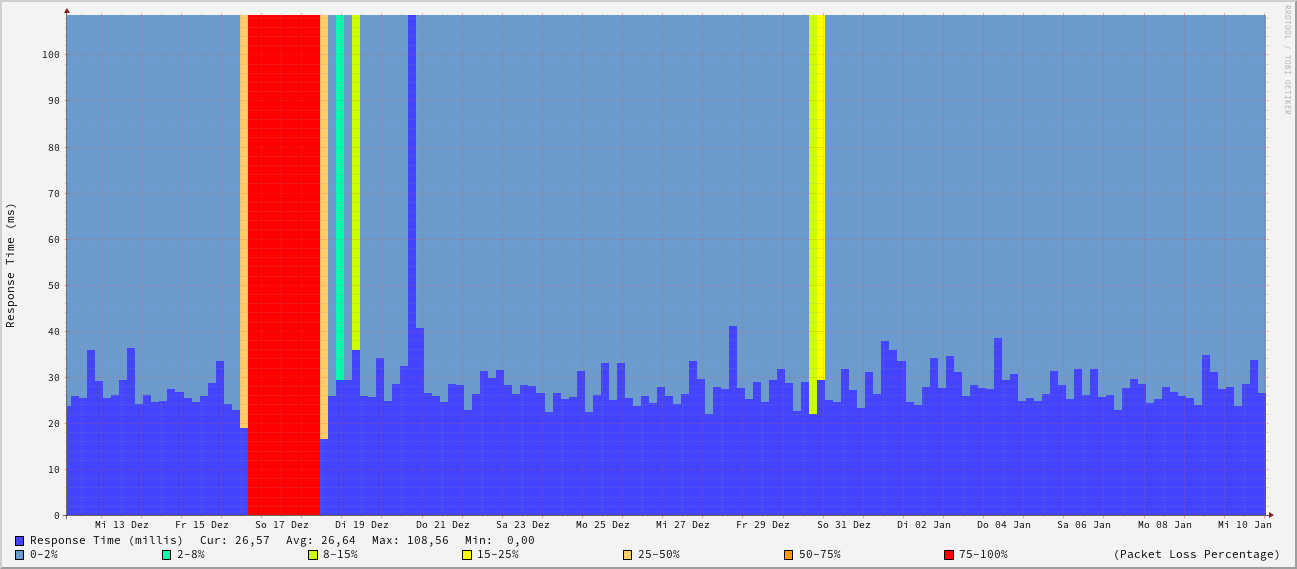 RRDTOOL / TOBI OETIKER
Response Time (ms)
100
90
80
70
60
50
40
30
20
10
0
Mi 13 Dez Fr 15 Dez So 17 Dez Di 19 Dez Do 21 Dez Sa 23 Dez Mo 25 Dez Mi 27 Dez Fr 29 Dez So 31 Dez Di 02 Jan Do 04 Jan Sa 06 Jan Mo 08 Jan Mi 10 Jan
Response Time (millis) Cur: 26,57 Avg: 26,64 Max: 108,56 Min: 0,00
0-2% 2-8% 8-15% 15-25% 25-50% 50-75% 75-100% (Packet Loss Percentage)